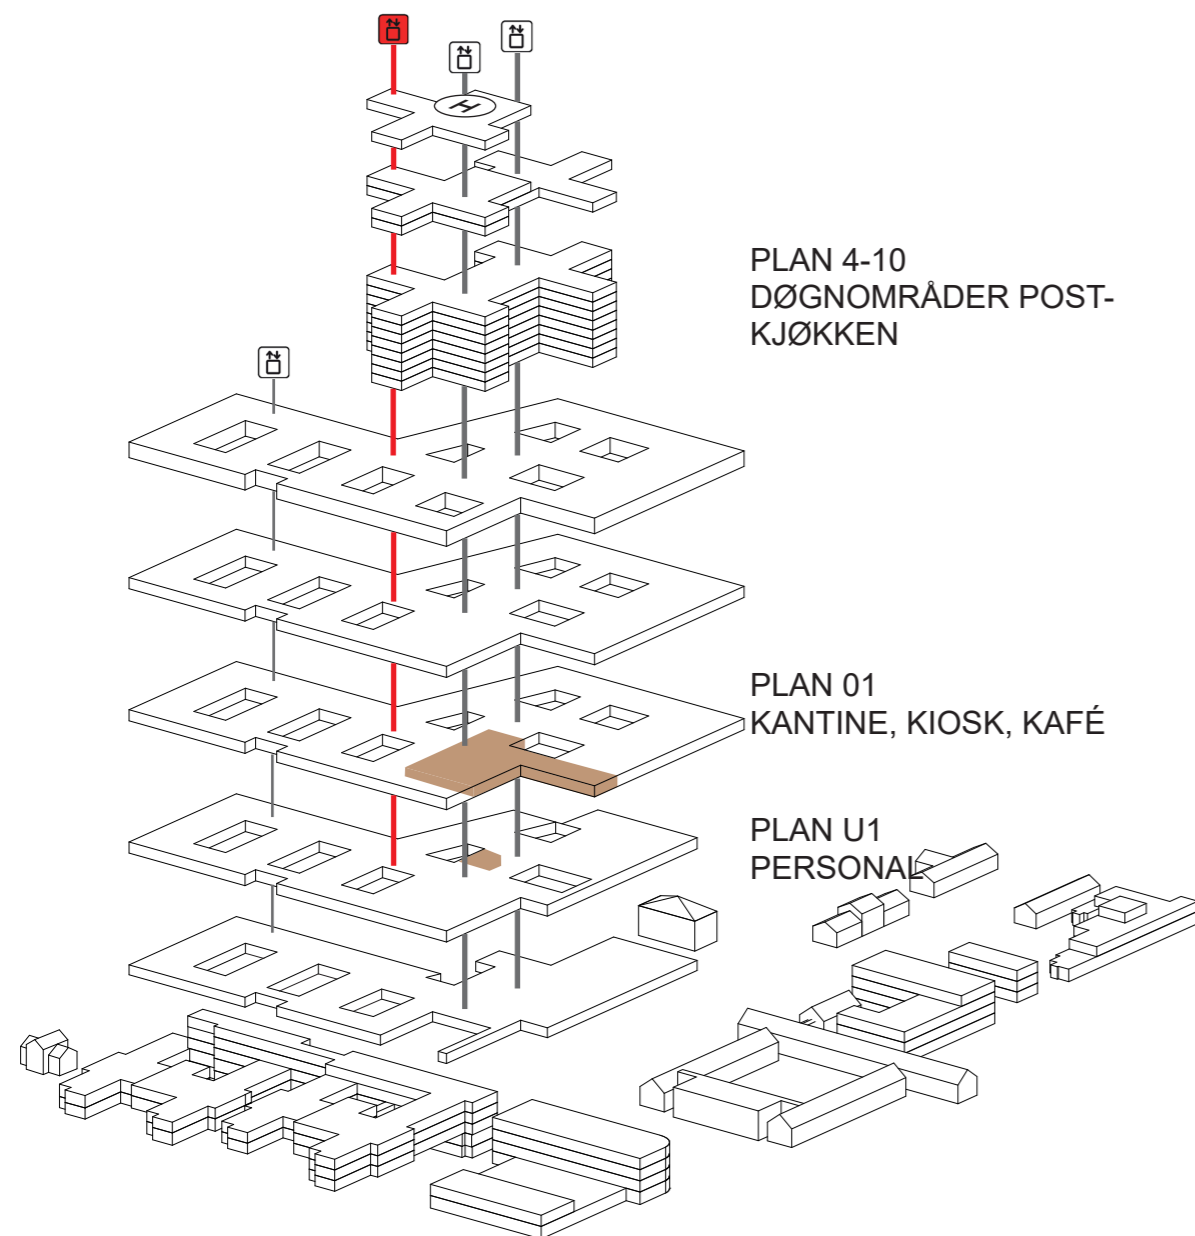 H
PLAN 4-10
DØGNOMRÅDER POST-
KJØKKEN
PLAN 01
KANTINE, KIOSK, KAFÉ
PLAN U1
PERSONAL